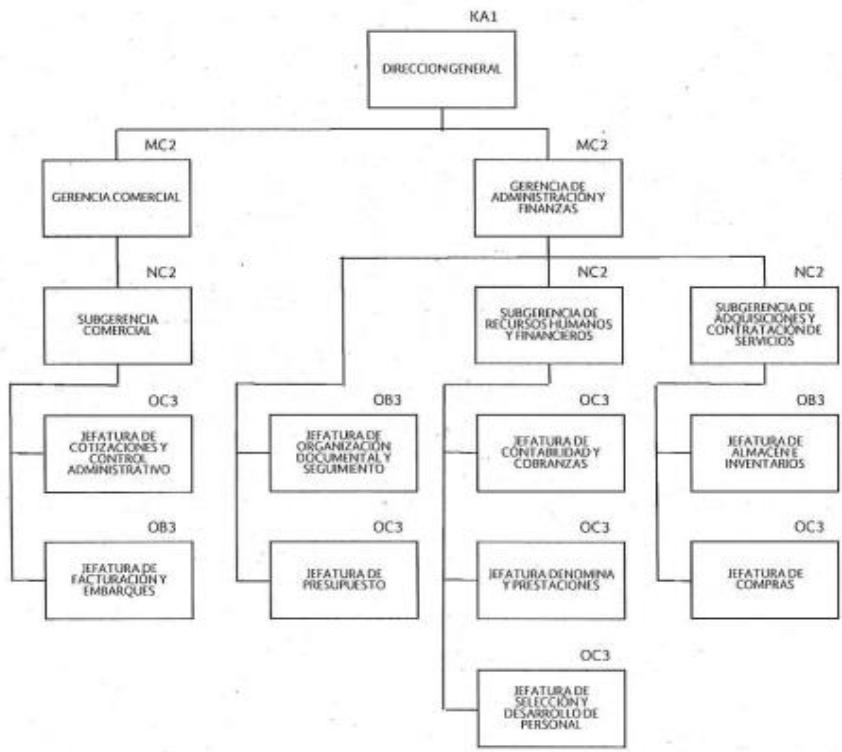 KA1
DIRECCION GENERAL
MC2
GERENCIA COMERCIAL
MC2
GERENCIA DE
ADMINISTRACIÓN Y
FINANZAS
NC2
SUBGERENCIA
COMERCIAL
NC2
SUBGERENCIA DE
RECURSOS HUMANOS
Y FINANCIEROS
NC2
SUBGERENCIA DE
ADQUISICIONES Y
CONTRATACIÓN DE
SERVICIOS
OC3
JEFATURA DE
COTIZACIONES Y
CONTROL
ADMINISTRATIVO
OB3
JEFATURA DE
ORGANIZACIÓN
DOCUMENTAL Y
SEGUIMIENTO
OC3
JEFATURA DE
CONTABILIDAD Y
COBRANZAS
OB3
JEFATURA DE
ALMACÉN E
INVENTARIOS
OB3
JEFATURA DE
FACTURACIÓN Y
EMBARQUES
OC3
JEFATURA DE
PRESUPUESTO
OC3
JEFATURA DENOMINA
Y PRESTACIONES
OC3
JEFATURA DE
COMPRAS
OC3
JEFATURA DE
SELECCIÓN Y
DESARROLLO DE
PERSONAL